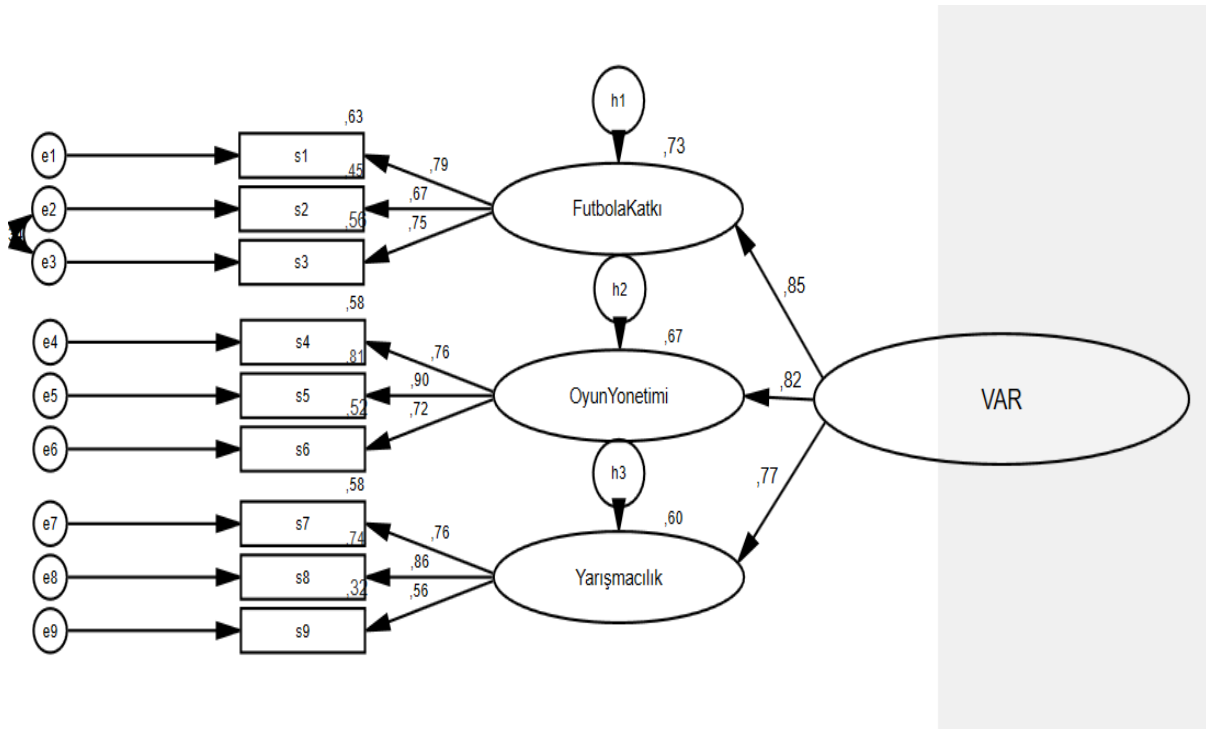 h1
,63
,73
e1
s1
,79
,45
e2
s2
,67
FutbolaKatkı
,56
,75
e3
s3
,85
h2
,58
,67
e4
s4
,76
,81
e5
s5
,90
OyunYonetimi
,82
VAR
,52
,72
e6
s6
h3
,77
,58
,60
e7
s7
,76
,74
e8
s8
,86
Yarışmacılık
,32
,56
e9
s9